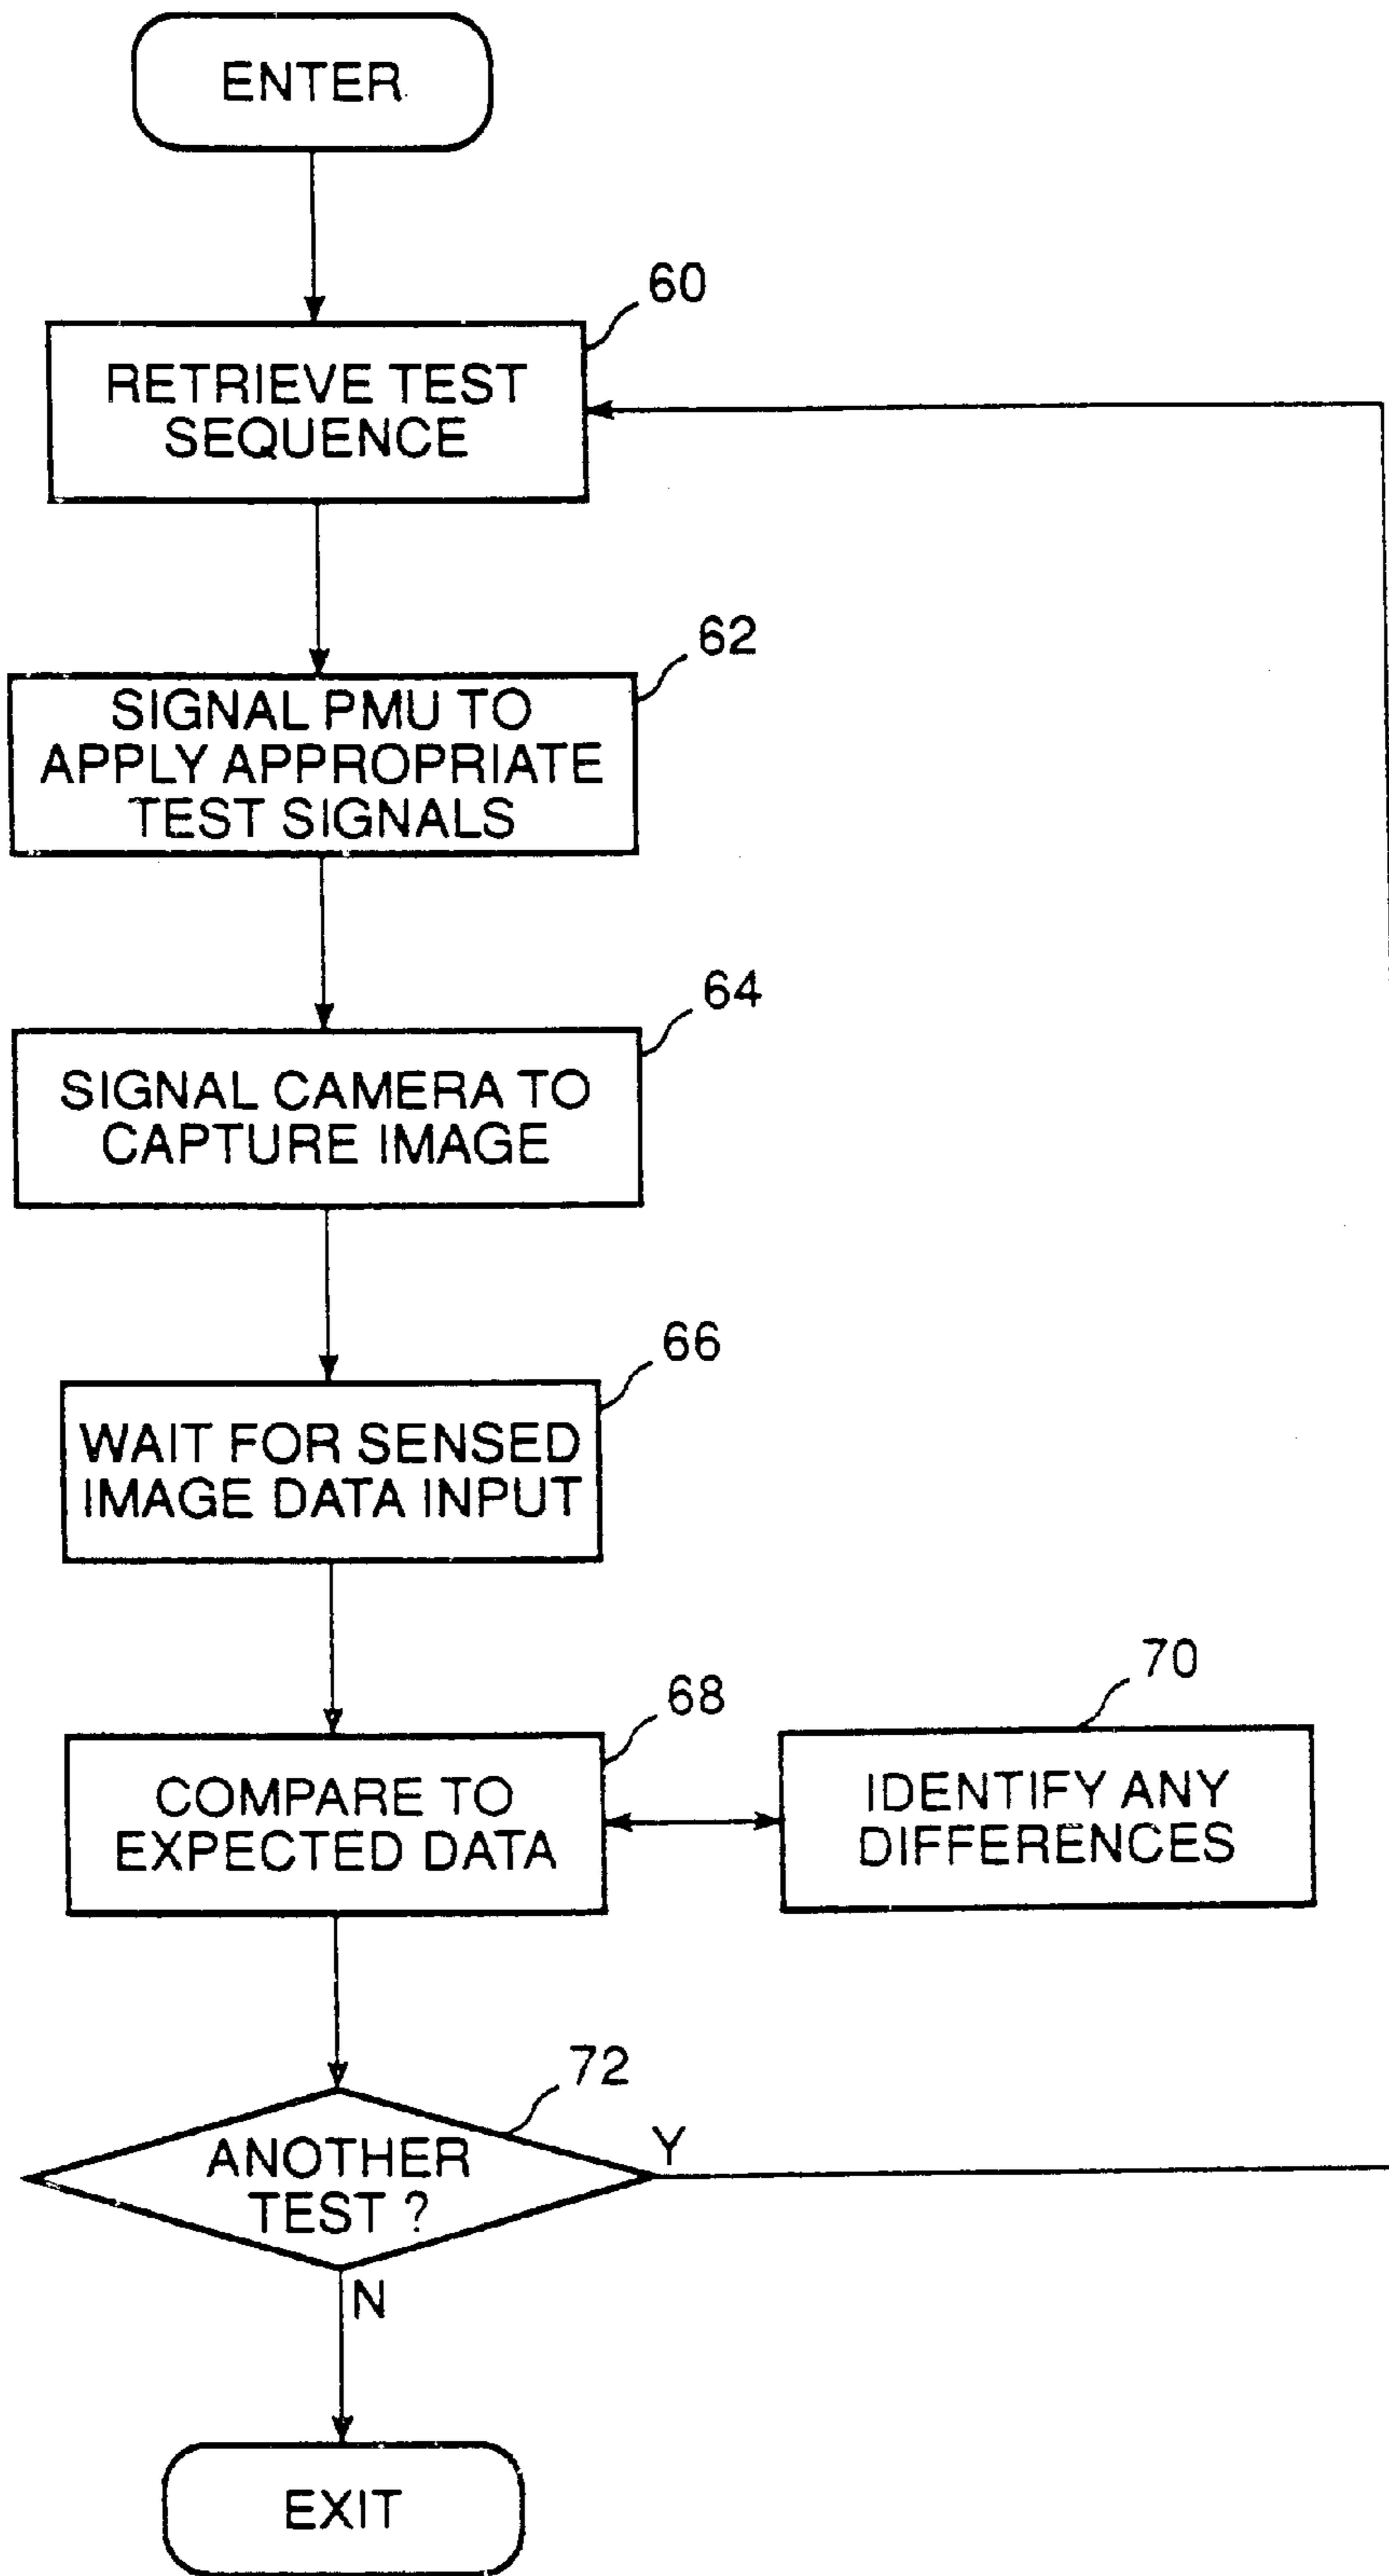 ENTER
60
RETRIEVE TEST
SEQUENCE
62
SIGNAL PMU TO
APPLY APPROPRIATE
TEST SIGNALS
64
SIGNAL CAMERA TO
CAPTURE IMAGE
66
WAIT FOR SENSED
IMAGE DATA INPUT
68
COMPARE TO
EXPECTED DATA
70
IDENTIFY ANY
DIFFERENCES
72
ANOTHER
TEST ?
Y
N
EXIT